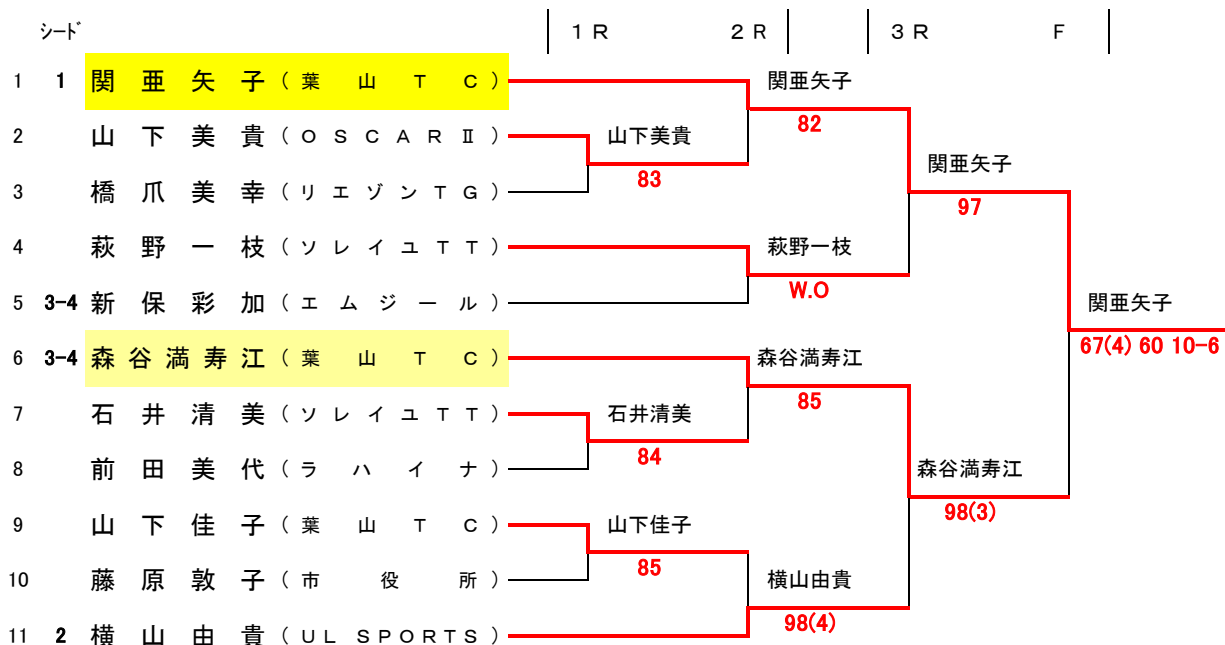 シード 1R 2R 3R F
1 1 関亜矢子(葉山TC) 関亜矢子
82
2 山下美貴(OSCARⅡ) 山下美貴
83
関亜矢子
97
3 橋爪美幸(リエゾンTG)
4 萩野一枝(ソレイユTT) 萩野一枝
W.O
5 3-4 新保彩加(エムジール) 関亜矢子
67(4) 60 10-6
6 3-4 森谷満寿江(葉山TC) 森谷満寿江
85
7 石井清美(ソレイユTT) 石井清美
84
8 前田美代(ラハイナ) 森谷満寿江
98(3)
9 山下佳子(葉山TC) 山下佳子
85
10 藤原敦子(市役所) 横山由貴
98(4)
11 2 横山由貴(UL SPORTS)